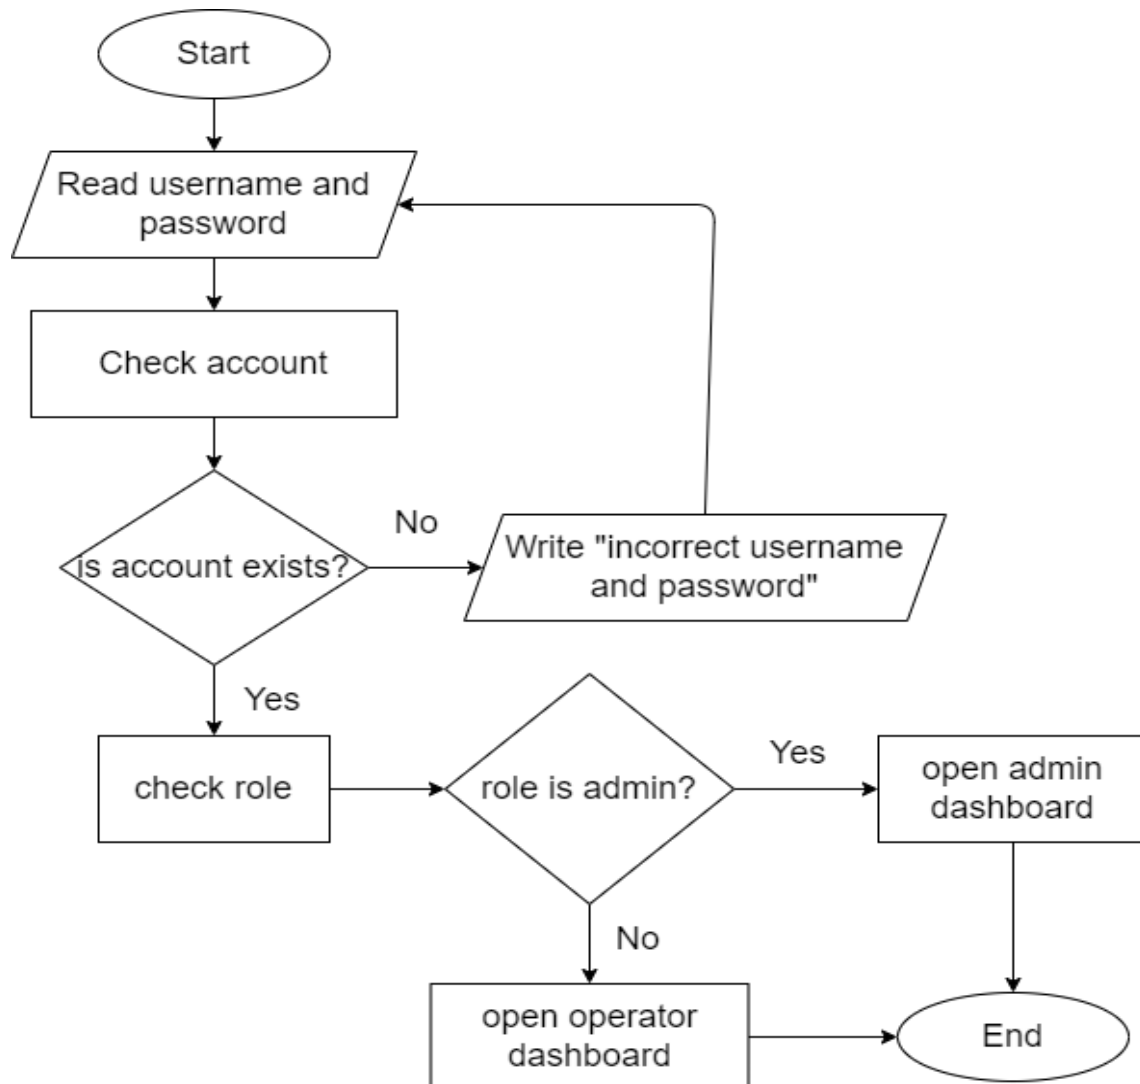 Start
Read username and
password
Check account
is account exists?
No
Write "incorrect username
and password"
Yes
check role
role is admin?
Yes
open admin
dashboard
No
open operator
dashboard
End